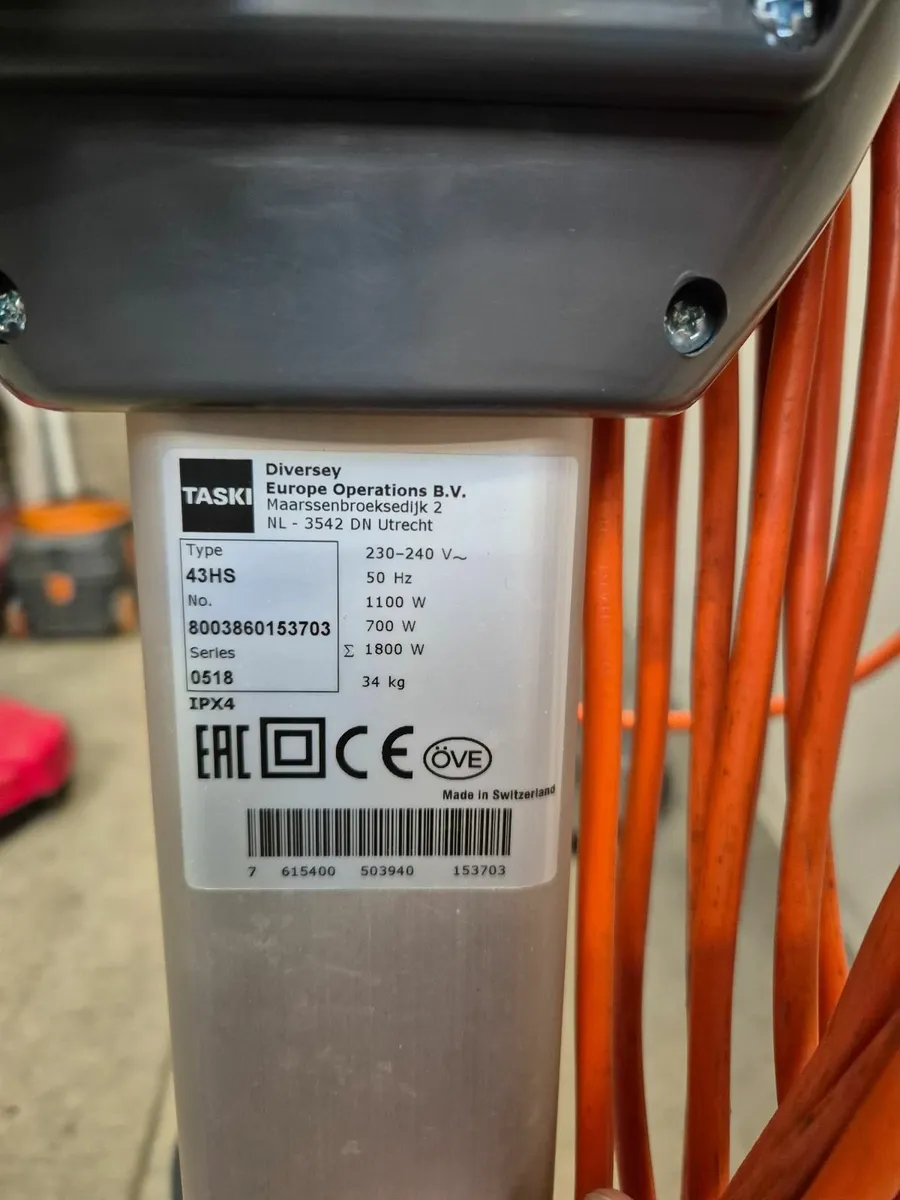 TASKI
Diversey
Europe Operations B.V.
Maarssenbroeksedijk 2
NL - 3542 DN Utrecht
Type
43HS
No.
8003860153703
Series
0518
230-240 V~
50 Hz
1100 W
700 W
Σ 1800 W
34 kg
IPX4
EAC CE ÖVE
Made in Switzerland
7 615400 503940 153703